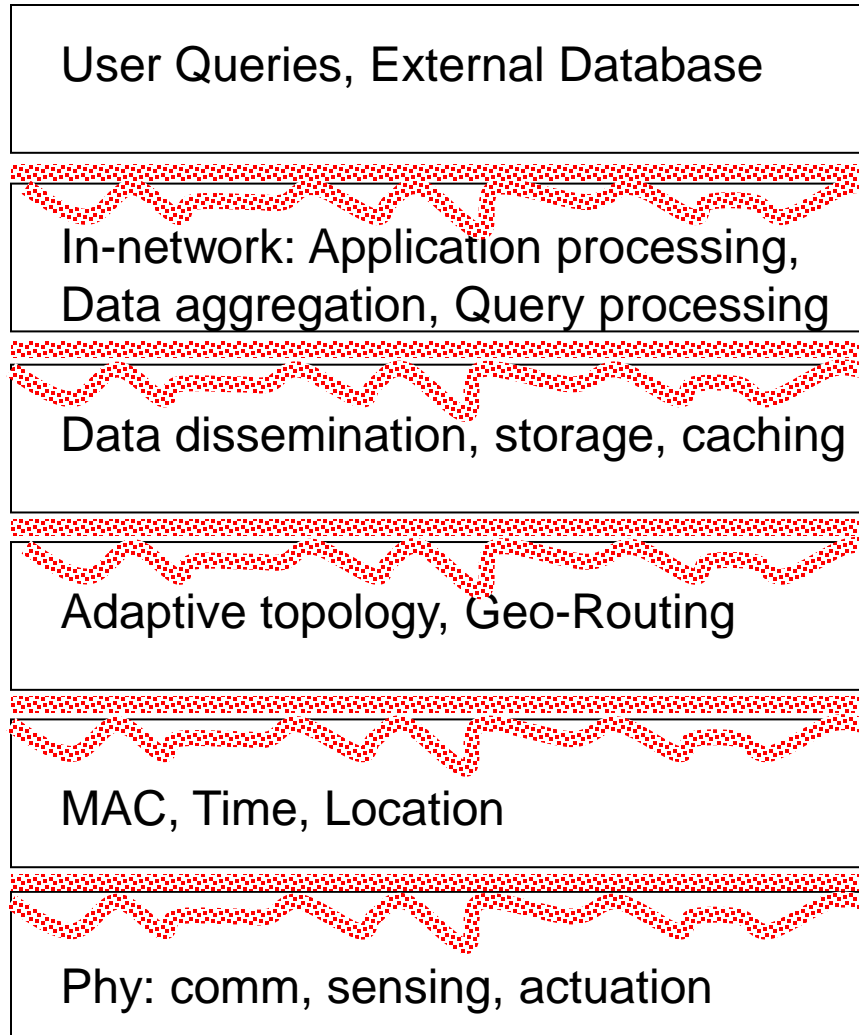 User Queries, External Database
In-network: Application processing,
Data aggregation, Query processing
Data dissemination, storage, caching
Adaptive topology, Geo-Routing
MAC, Time, Location
Phy: comm, sensing, actuation